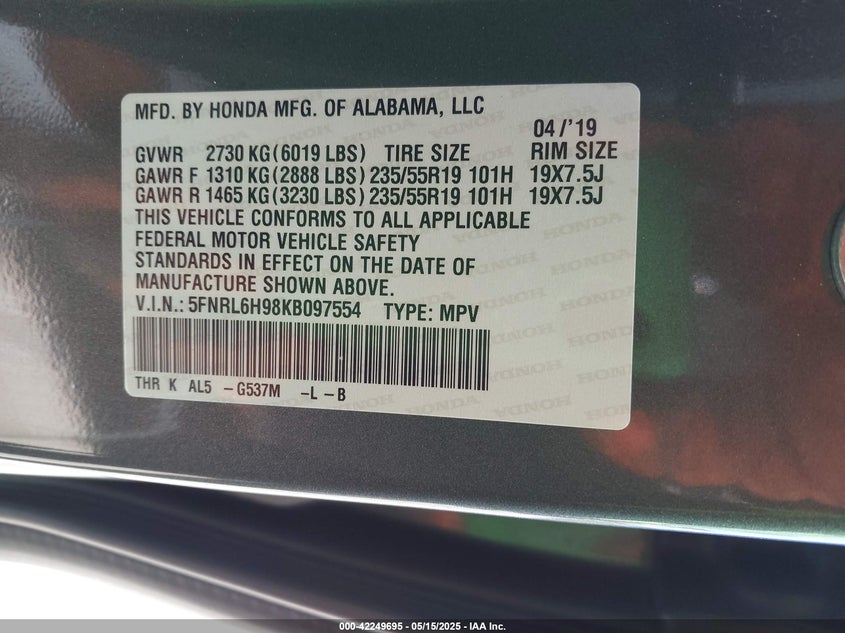 MFD. BY HONDA MFG. OF ALABAMA, LLC
04/'19
GVWR 2730 KG(6019 LBS) TIRE SIZE RIM SIZE
GAWR F 1310 KG(2888 LBS) 235/55R19 101H 19X7.5J
GAWR R 1465 KG(3230 LBS) 235/55R19 101H 19X7.5J
THIS VEHICLE CONFORMS TO ALL APPLICABLE
FEDERAL MOTOR VEHICLE SAFETY
STANDARDS IN EFFECT ON THE DATE OF
MANUFACTURE SHOWN ABOVE.
V.I.N.: 5FNRL6H98KB097554 TYPE: MPV
THR K AL5 -G537M -L -B
000-42249695 - 05/15/2025 - IAA Inc.